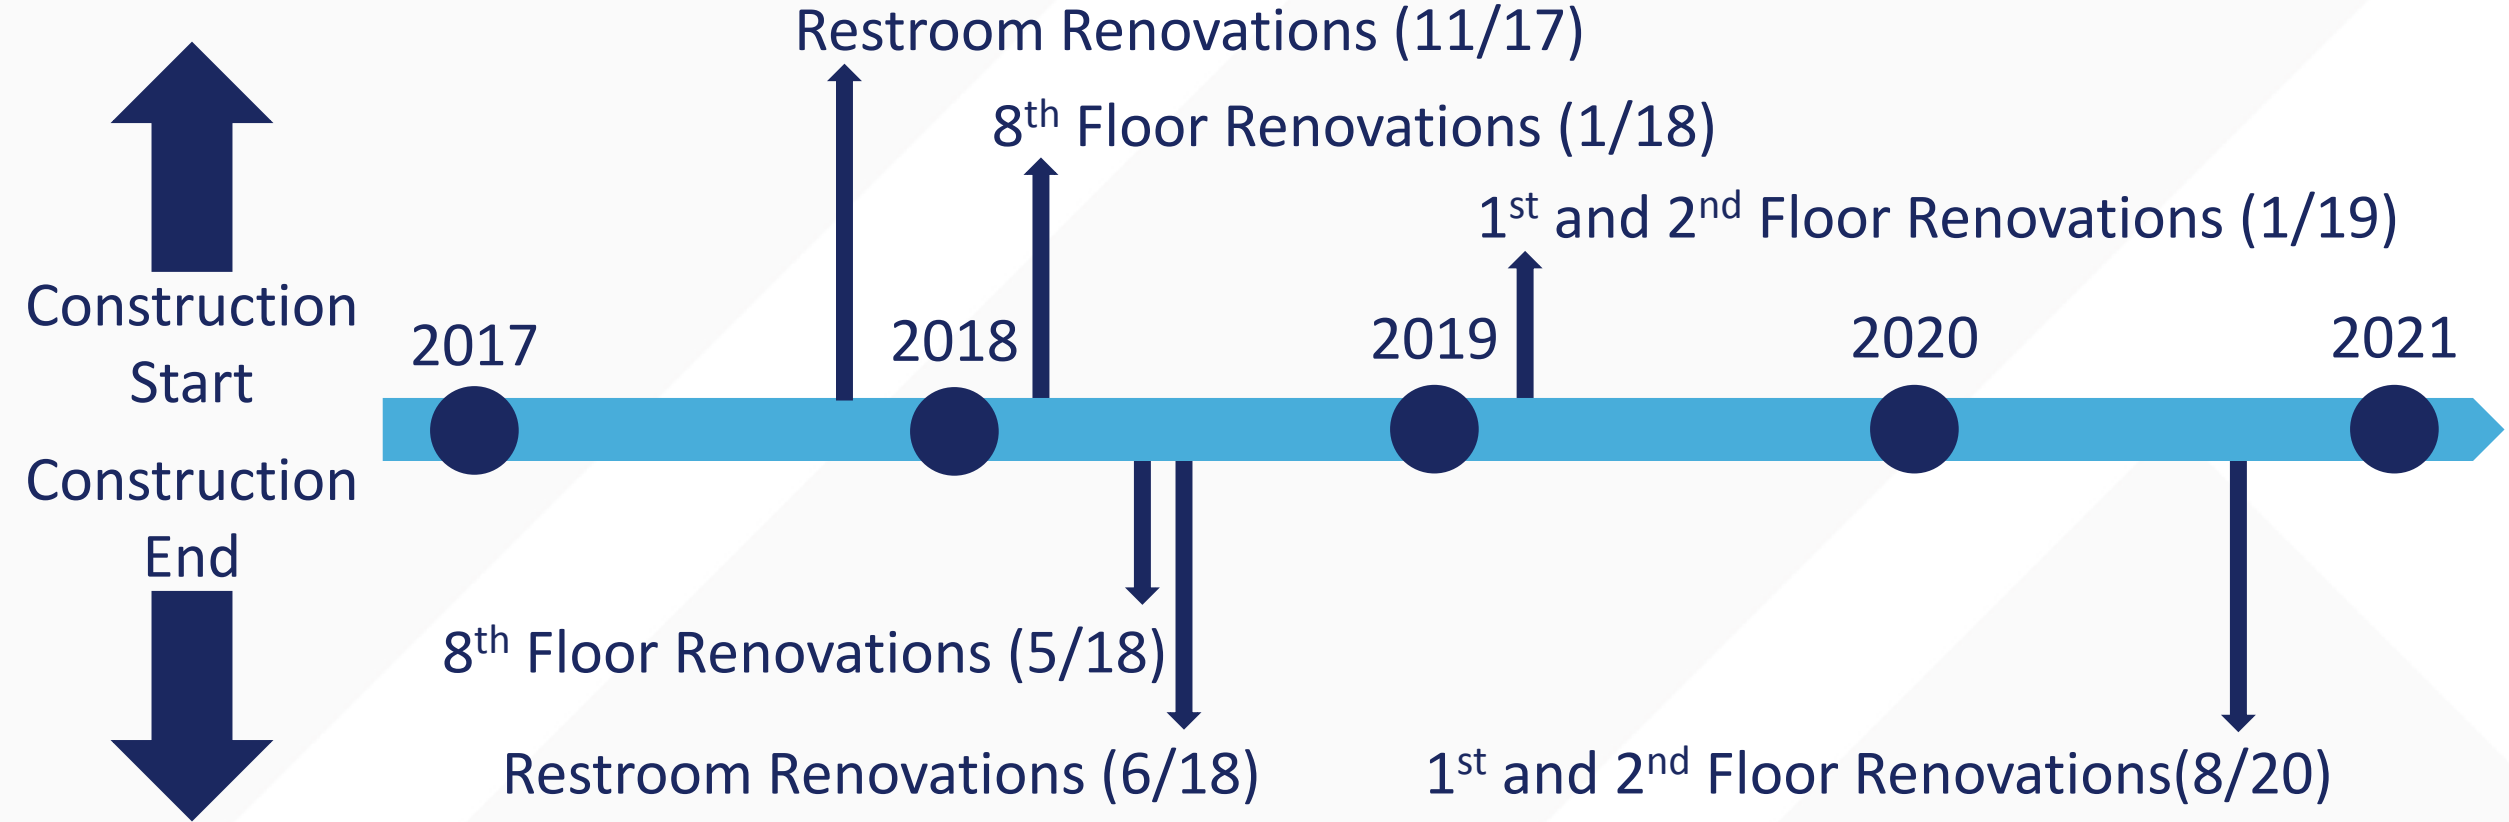 Restroom Renovations (11/17)
8th Floor Renovations (1/18)
1st and 2nd Floor Renovations (1/19)
Construction
Start
2017
2018
2019
2020
2021
Construction
End
8th Floor Renovations (5/18)
Restroom Renovations (6/18)
1st and 2nd Floor Renovations(8/20)